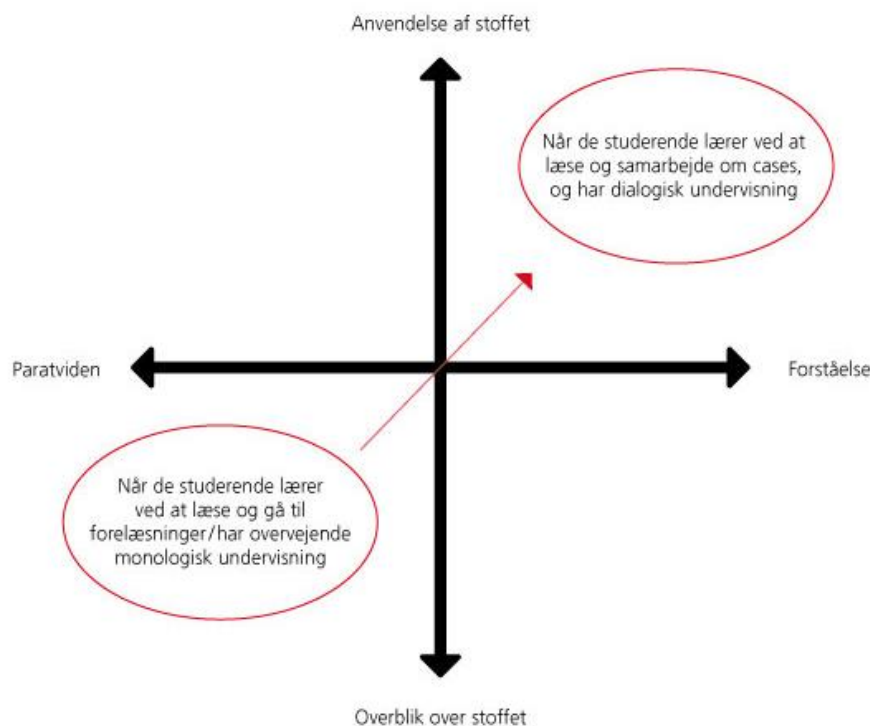 Anvendelse af stoffet
Når de studerende lærer ved at
læse og samarbejde om cases,
og har dialogisk undervisning
Paratviden
Forståelse
Når de studerende lærer
ved at læse og gå til
forelæsninger/har overvejende
monologisk undervisning
Overblik over stoffet